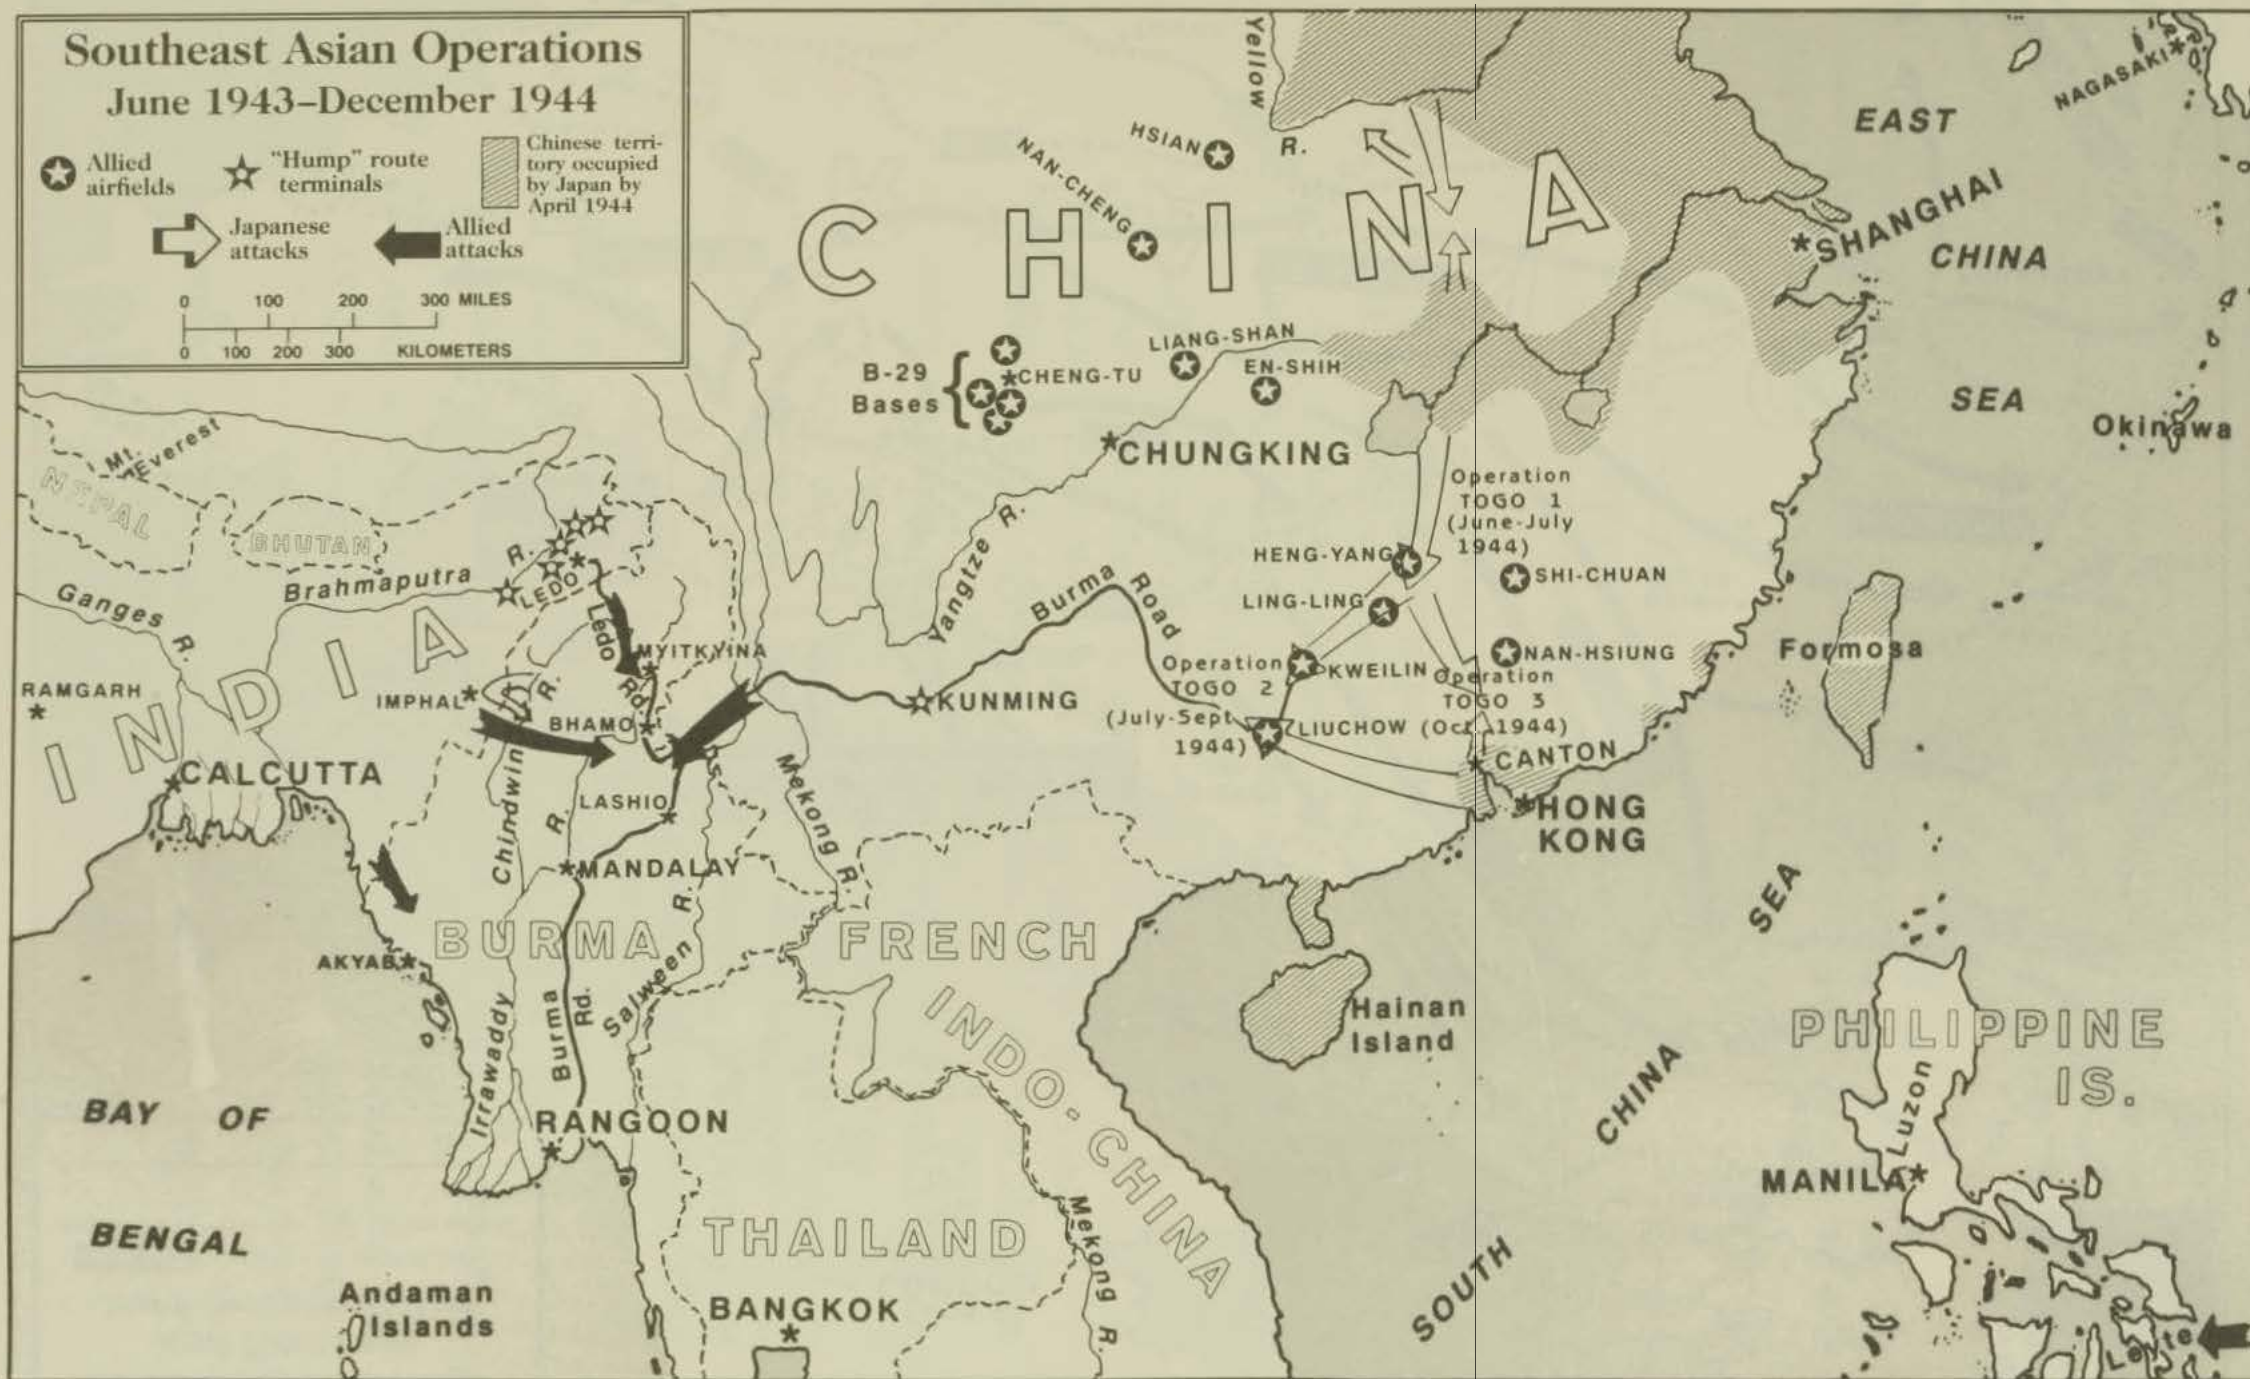 Southeast Asian Operations
June 1943–December 1944
Allied
airfields
"Hump" route
terminals
Chinese terri-
tory occupied
by Japan by
April 1944
Japanese
attacks
Allied
attacks
0 100 200 300 MILES
0 100 200 300 KILOMETERS
Yellow
R.
HSIAN
NAN-CHENG
CHINA
EAST
CHINA
SEA
NAGASAKI
SHANGHAI
Okinawa
B-29
Bases
CHENG-TU
LIANG-SHAN
EN-SHIH
CHUNGKING
Yangtze R.
Mt.
Everest
NEPAL
BHUTAN
Brahmaputra R.
Ganges R.
LEDO
Ledo
Rd.
MYITKYINA
INDIA
RAMGARH
IMPHAL
R.
BHAMO
CALCUTTA
Chindwin
R.
LASHIO
MANDALAY
Burma Road
KUNMING
Operation
TOGO 1
(June-July
1944)
HENG-YANG
SHI-CHUAN
LING-LING
NAN-HSIUNG
KWEILIN
Operation
TOGO 2
(July-Sept
1944)
Operation
TOGO 3
(Oct 1944)
LIUCHOW
CANTON
HONG
KONG
Formosa
Mekong R.
BURMA
AKYAB
Irrawaddy
Burma
Rd.
Salween
R.
RANGOON
FRENCH
INDO-CHINA
Hainan
Island
SOUTH
CHINA
SEA
PHILIPPINE
IS.
Luzon
MANILA
Leyte
BAY OF
BENGAL
Andaman
Islands
THAILAND
BANGKOK
Mekong R.